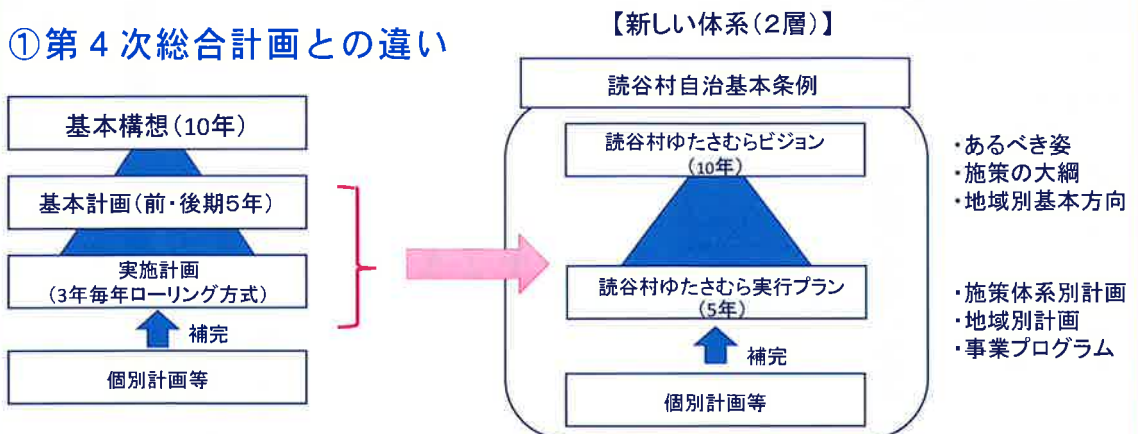 ①第4次総合計画との違い
基本構想(10年)
基本計画(前・後期5年)
実施計画
(3年毎年ローリング方式)
補完
個別計画等
【新しい体系(2層)】
読谷村自治基本条例
読谷村ゆたさむらビジョン
(10年)
読谷村ゆたさむら実行プラン
(5年)
補完
個別計画等
・あるべき姿
・施策の大綱
・地域別基本方向
・施策体系別計画
・地域別計画
・事業プログラム